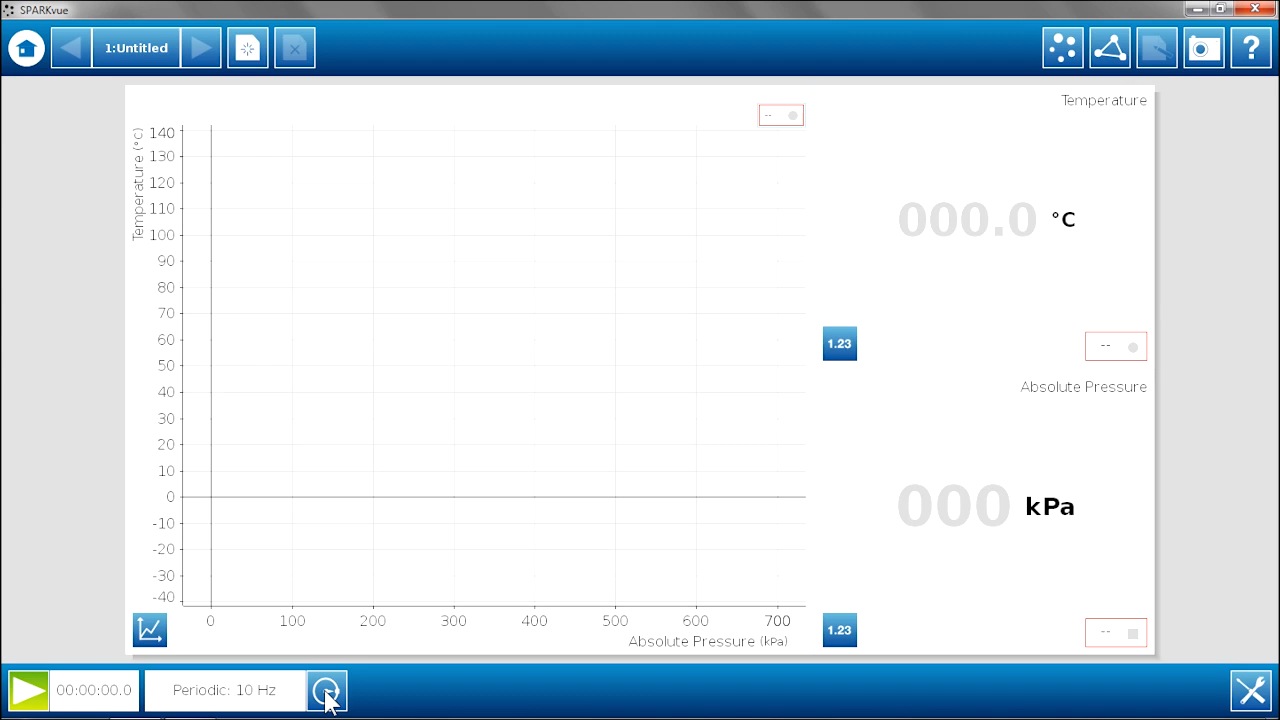 SPARKvue
1:Untitled
?
Temperature
--
Temperature (°C)
140
130
120
110
100
90
80
70
60
50
40
30
20
10
0
-10
-20
-30
-40
0 100 200 300 400 500 600 700
Absolute Pressure (kPa)
000.0 °C
1.23
--
Absolute Pressure
000 kPa
1.23
--
00:00:00.0
Periodic: 10 Hz